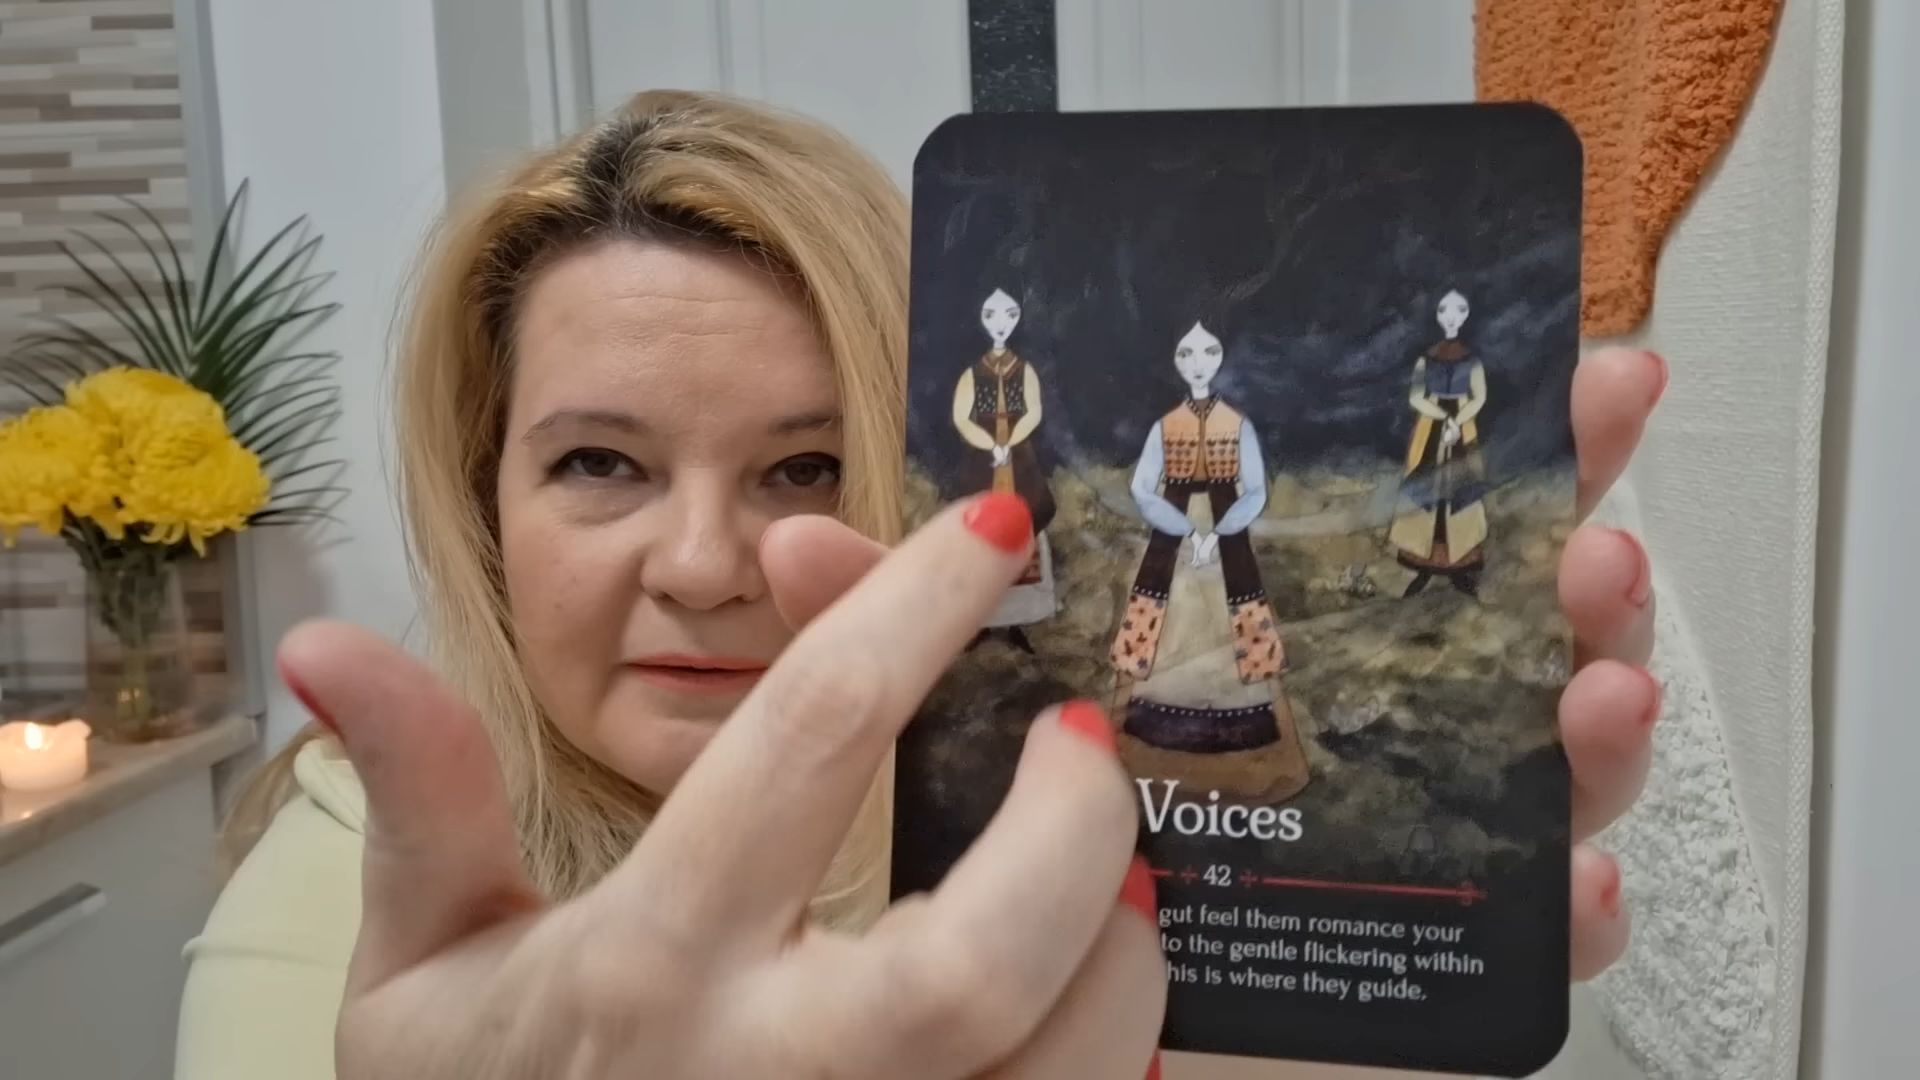 Voices
42
gut feel them romance your
to the gentle flickering within
his is where they guide.